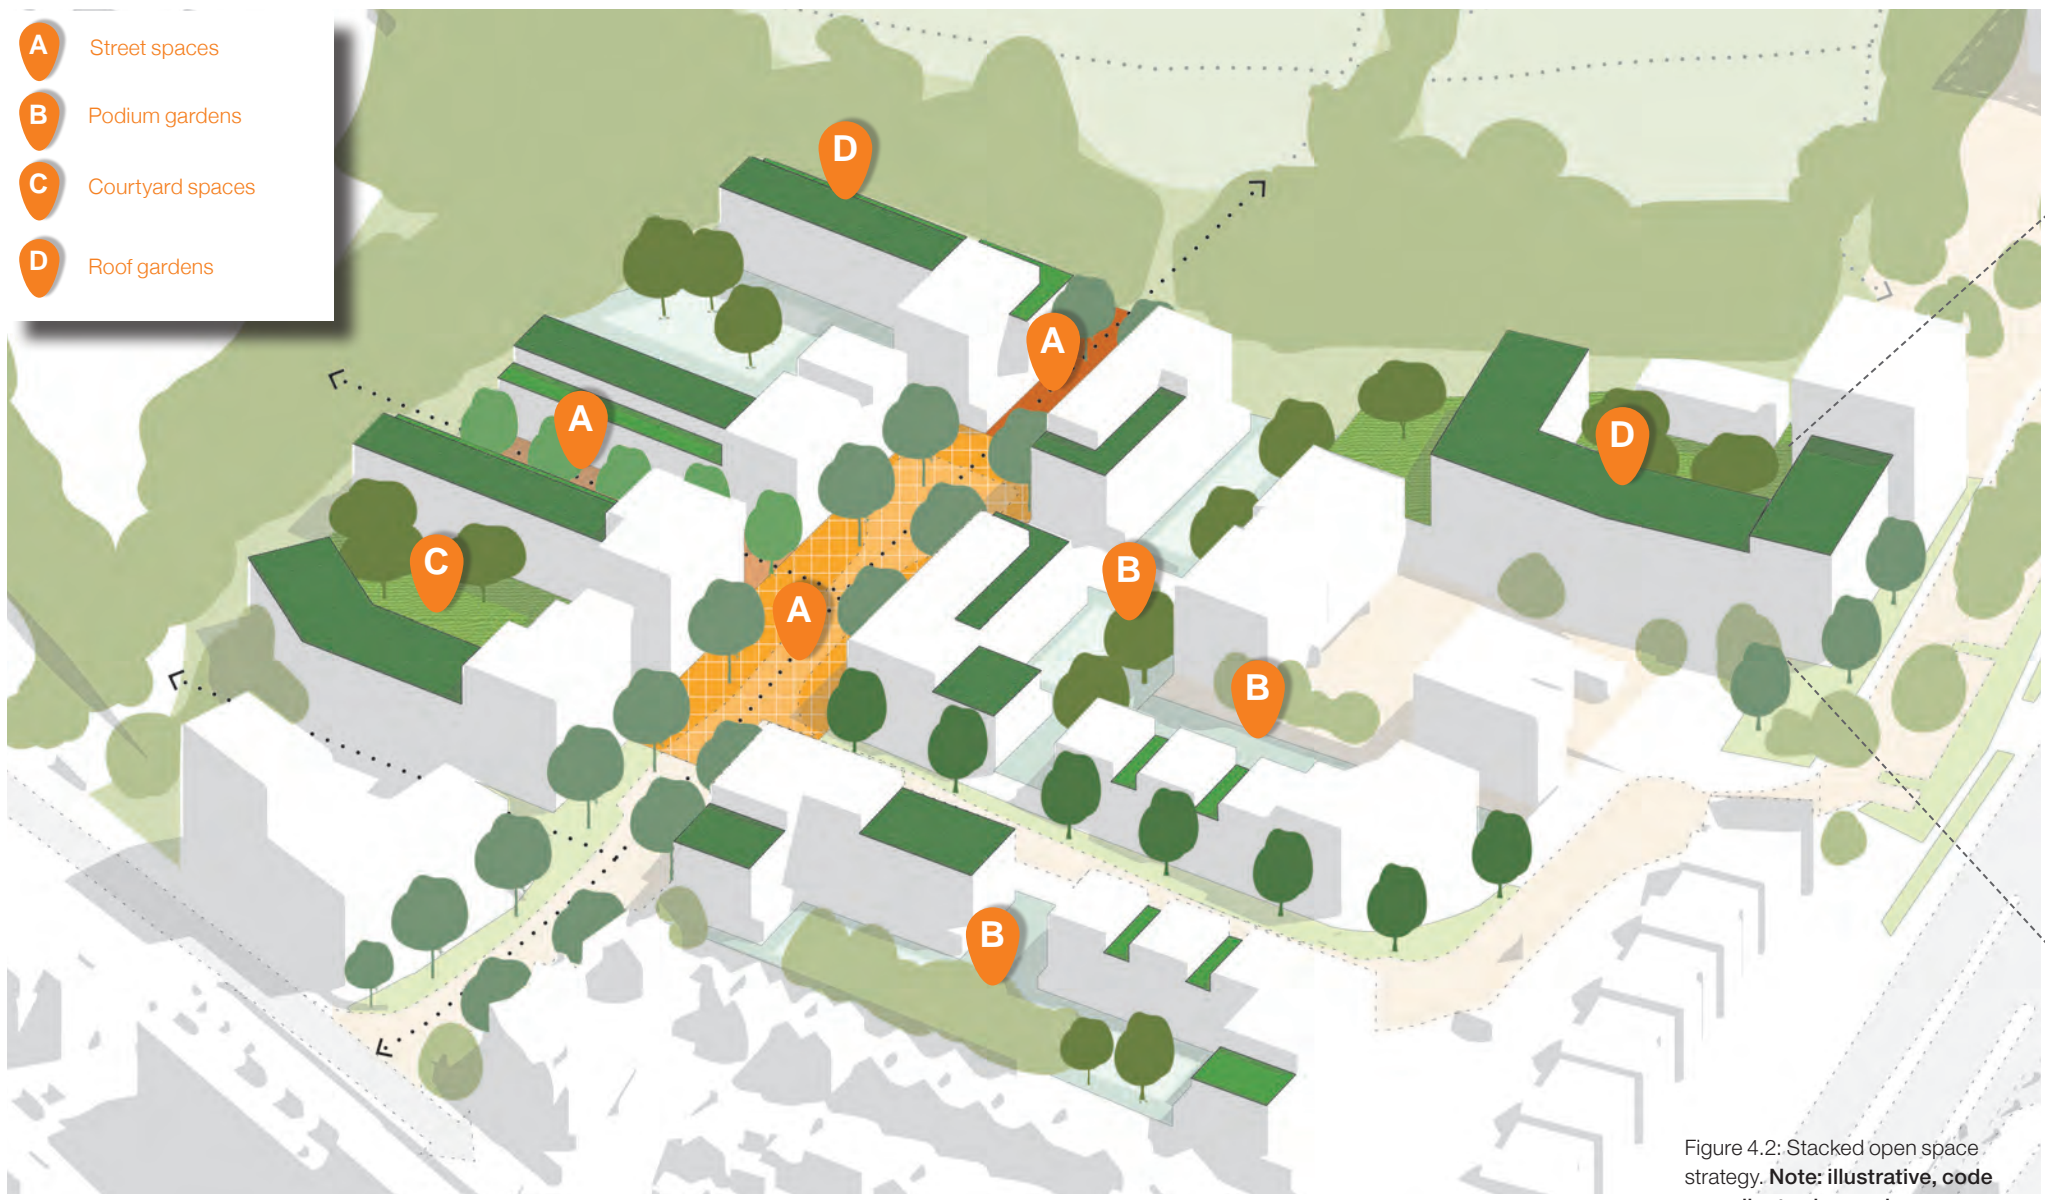 A Street spaces
B Podium gardens
C Courtyard spaces
D Roof gardens
D
A
A
D
C
B
A
B
B
Figure 4.2: Stacked open space
strategy. Note: illustrative, code